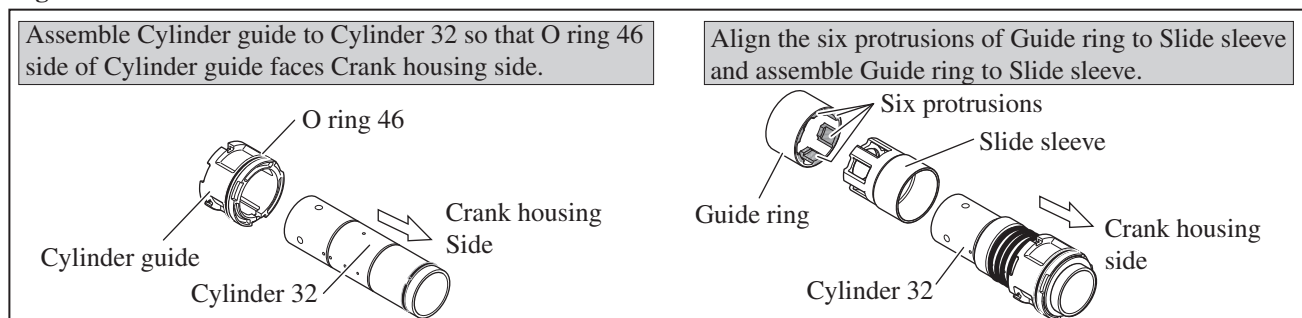 Assemble Cylinder guide to Cylinder 32 so that O ring 46
side of Cylinder guide faces Crank housing side.
O ring 46
Crank housing
Side
Cylinder guide
Cylinder 32
Align the six protrusions of Guide ring to Slide sleeve
and assemble Guide ring to Slide sleeve.
Six protrusions
Slide sleeve
Guide ring
Crank housing
side
Cylinder 32